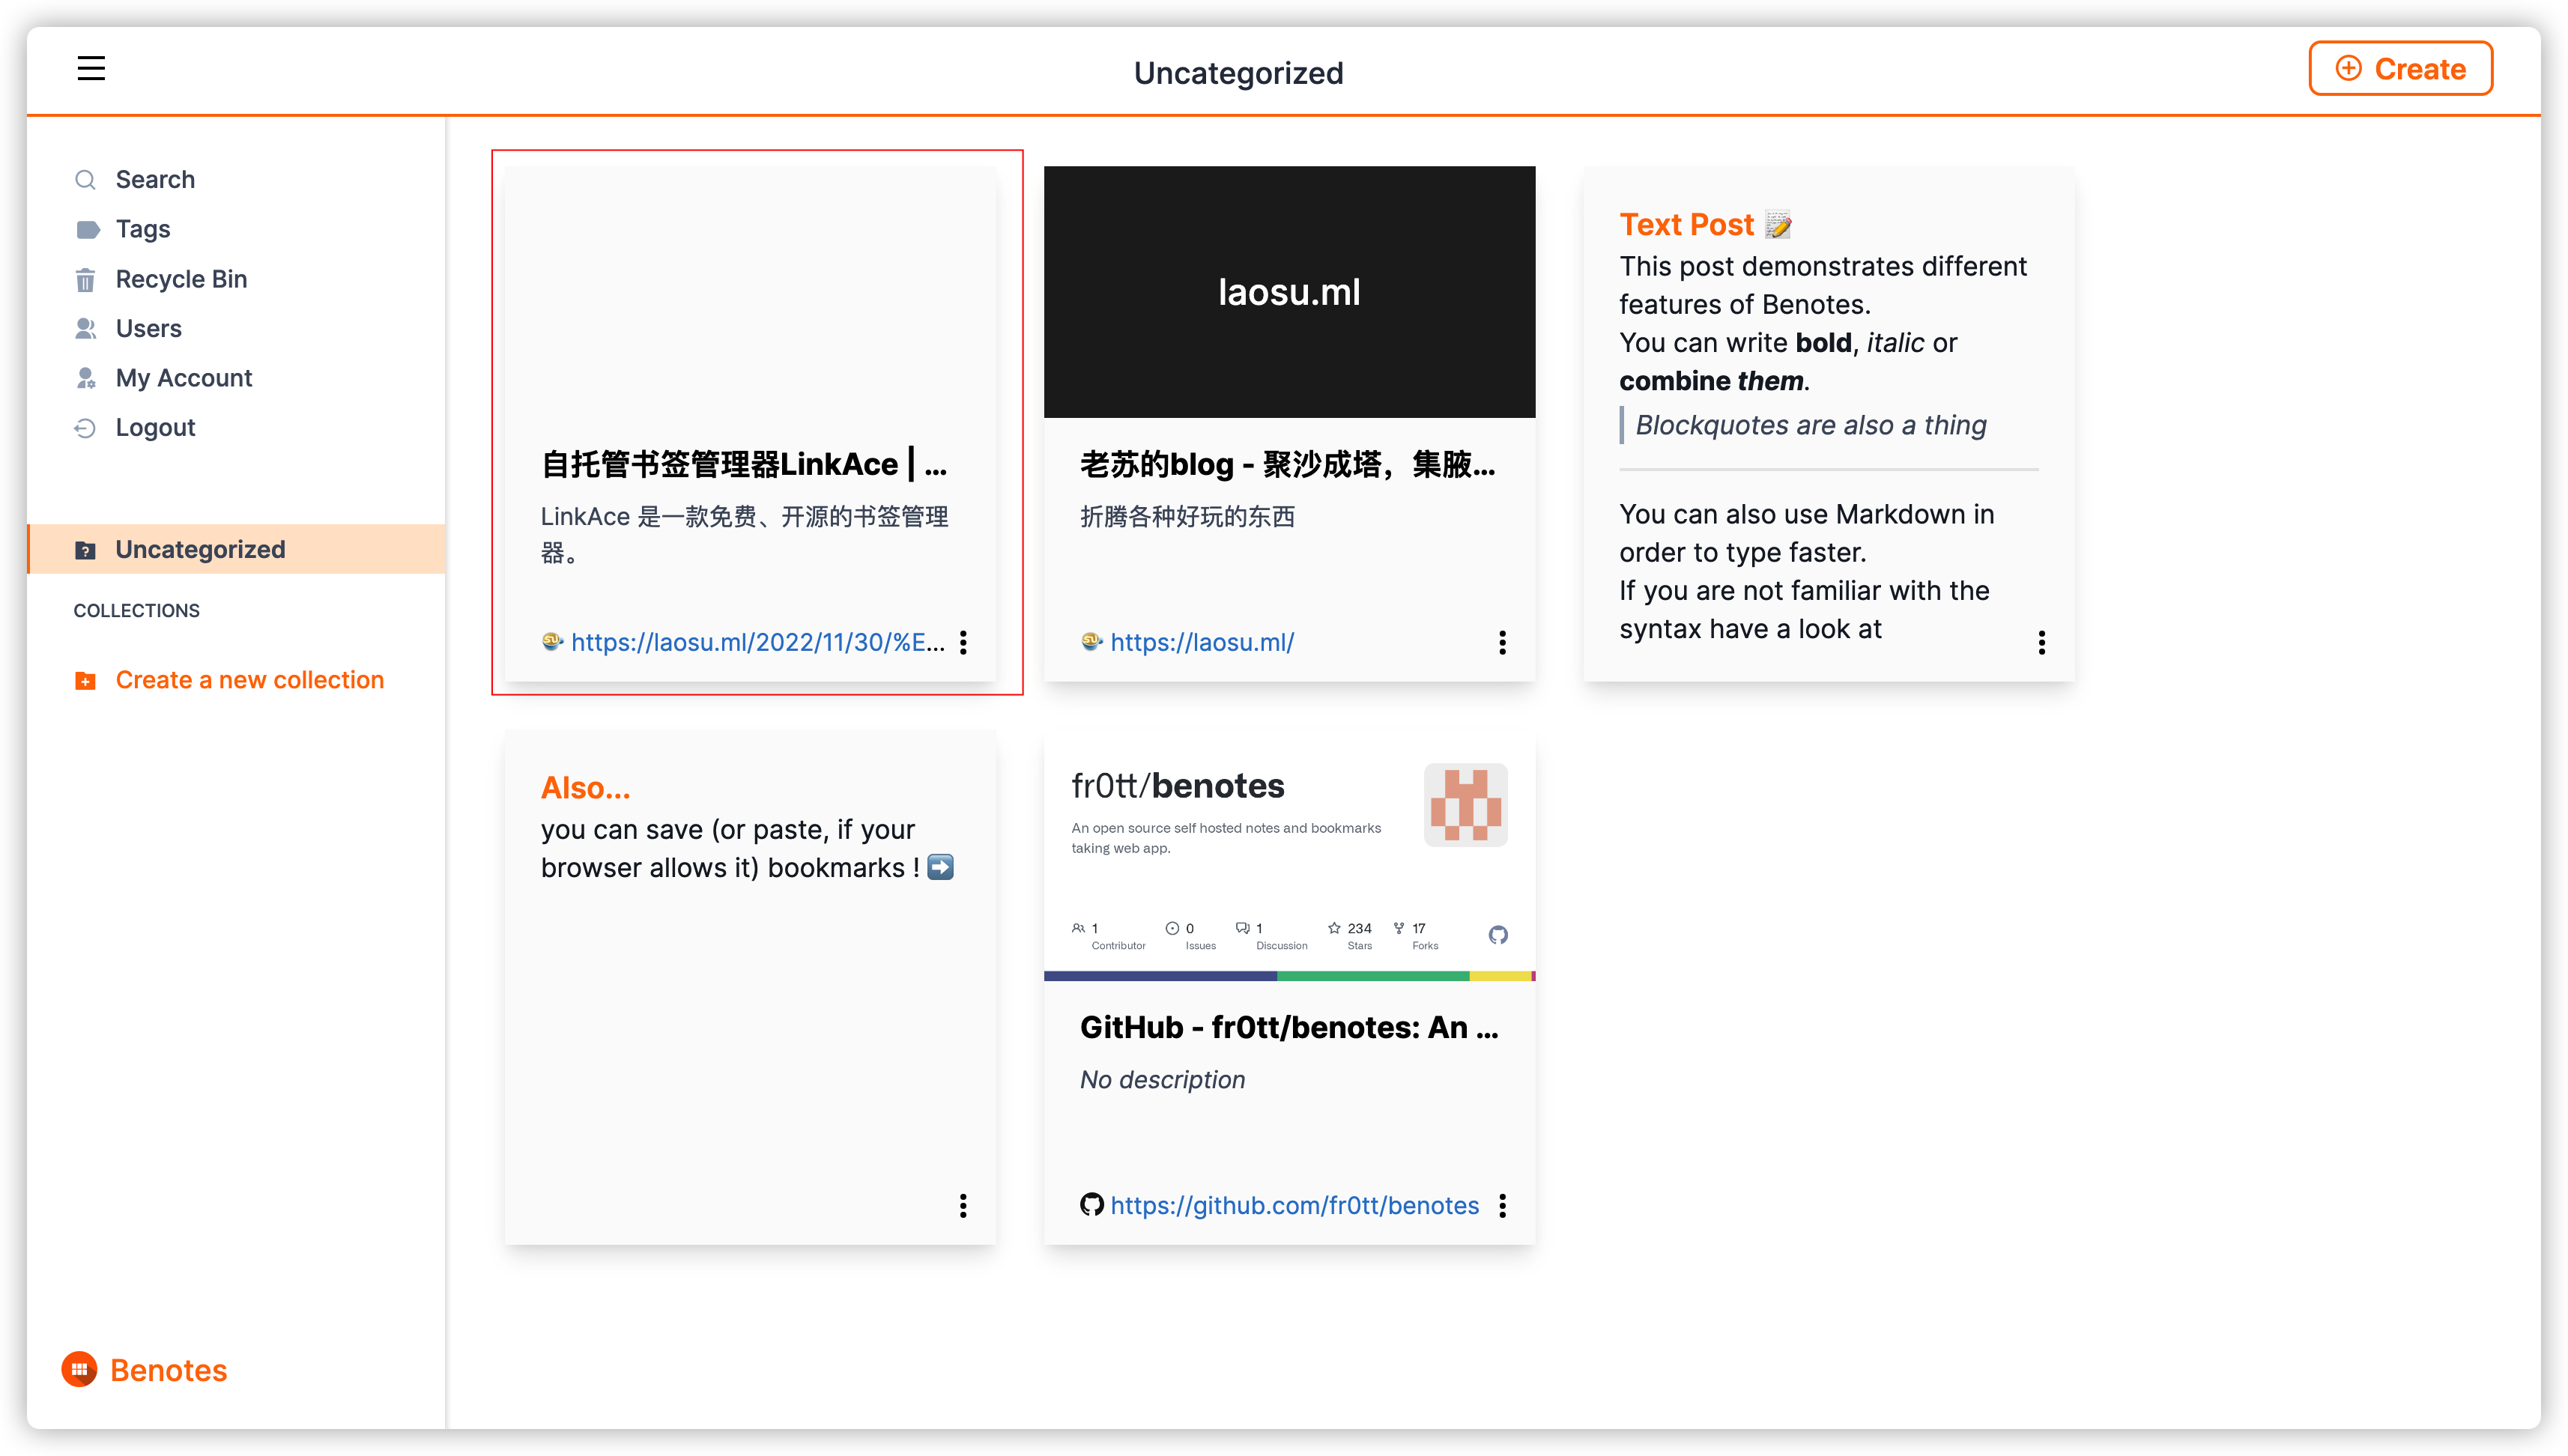 Uncategorized
Create
Search
Tags
Recycle Bin
Users
My Account
Logout
Uncategorized
COLLECTIONS
Create a new collection
Benotes
自托管书签管理器LinkAce | ...
LinkAce 是一款免费、开源的书签管理
器。
https://laosu.ml/2022/11/30/%E...
laosu.ml
老苏的blog - 聚沙成塔，集腋...
折腾各种好玩的东西
https://laosu.ml/
Text Post 📝
This post demonstrates different
features of Benotes.
You can write bold, italic or
combine them.
Blockquotes are also a thing
You can also use Markdown in
order to type faster.
If you are not familiar with the
syntax have a look at
Also...
you can save (or paste, if your
browser allows it) bookmarks ! ➡️
fr0tt/benotes
An open source self hosted notes and bookmarks
taking web app.
1 Contributor
0 Issues
1 Discussion
234 Stars
17 Forks
GitHub - fr0tt/benotes: An ...
No description
https://github.com/fr0tt/benotes